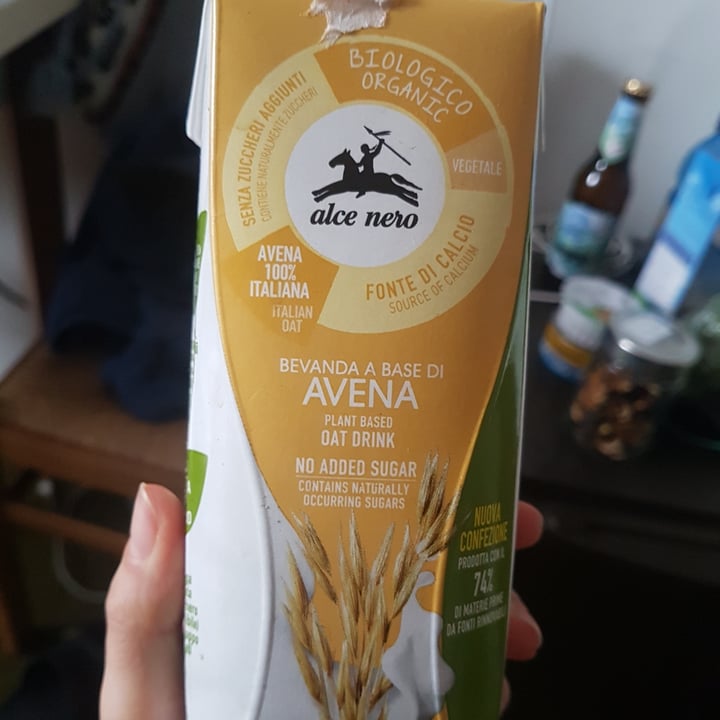 BIOLOGICO
ORGANIC
SENZA ZUCCHERI AGGIUNTI
CONTIENE NATURALMENTE ZUCCHERI
VEGETALE
alce nero
AVENA
100%
ITALIANA
ITALIAN
OAT
FONTE DI CALCIO
SOURCE OF CALCIUM
BEVANDA A BASE DI
AVENA
PLANT BASED
OAT DRINK
NO ADDED SUGAR
CONTAINS NATURALLY
OCCURRING SUGARS
NUOVA
CONFEZIONE
PRODOTTA CON IL
74%
DI MATERIE PRIME
DA FONTI RINNOVABILI